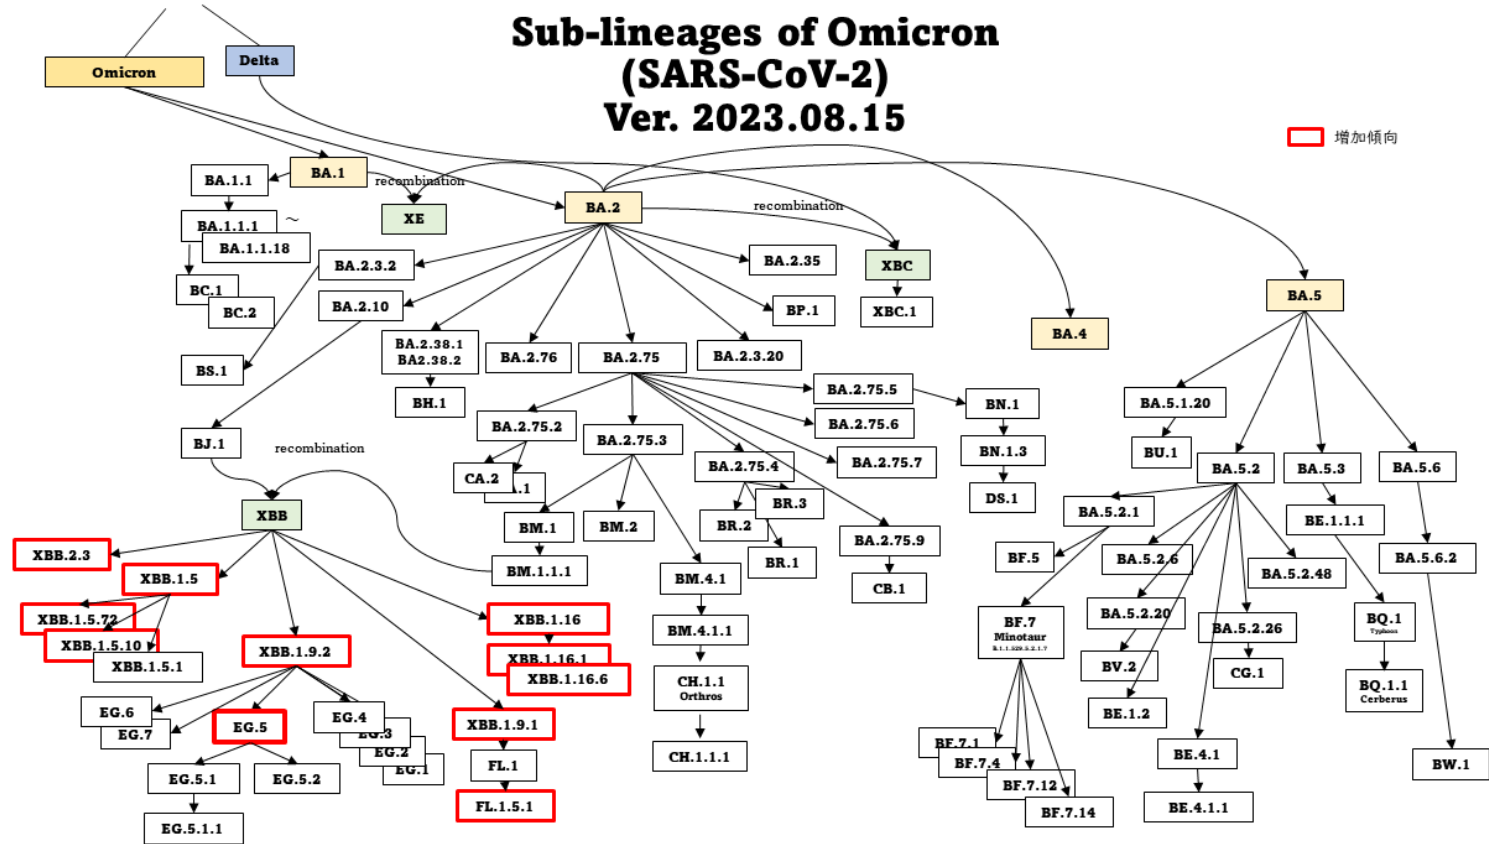 Sub-lineages of Omicron
(SARS-CoV-2)
Ver. 2023.08.15
増加傾向
Omicron
Delta
BA.1
BA.1.1
recombination
BA.1.1.1
～
BA.1.1.18
XE
BA.2
recombination
BC.1
BC.2
BA.2.3.2
BA.2.10
BA.2.35
XBC
BP.1
XBC.1
BA.5
BA.4
BS.1
BA.2.38.1
BA2.38.2
BA.2.76
BA.2.75
BA.2.3.20
BH.1
BA.2.75.5
BN.1
BA.5.1.20
BA.2.75.2
BA.2.75.3
BA.2.75.6
BN.1.3
BU.1
BJ.1
recombination
BA.2.75.4
BA.2.75.7
BA.5.2
BA.5.3
BA.5.6
CA.2
.1
BR.3
DS.1
XBB
BM.1
BM.2
BR.2
BA.5.2.1
BE.1.1.1
BA.2.75.9
XBB.2.3
BM.1.1.1
BR.1
BF.5
BA.5.2.6
BA.5.2.48
BA.5.6.2
XBB.1.5
BM.4.1
CB.1
XBB.1.5.72
XBB.1.5.10
XBB.1.5.1
XBB.1.16
XBB.1.16.1
XBB.1.16.6
BM.4.1.1
BF.7
Minotaur
B.1.1.529.5.2.1.7
BA.5.2.20
BA.5.2.26
BQ.1
Typhoon
XBB.1.9.2
CH.1.1
Orthros
BV.2
CG.1
BQ.1.1
Cerberus
EG.6
EG.7
EG.5
EG.4
EG.3
EG.2
EG.1
XBB.1.9.1
BE.1.2
FL.1
CH.1.1.1
BF.7.1
BF.7.4
BF.7.12
BF.7.14
BE.4.1
BW.1
EG.5.1
EG.5.2
FL.1.5.1
BE.4.1.1
EG.5.1.1